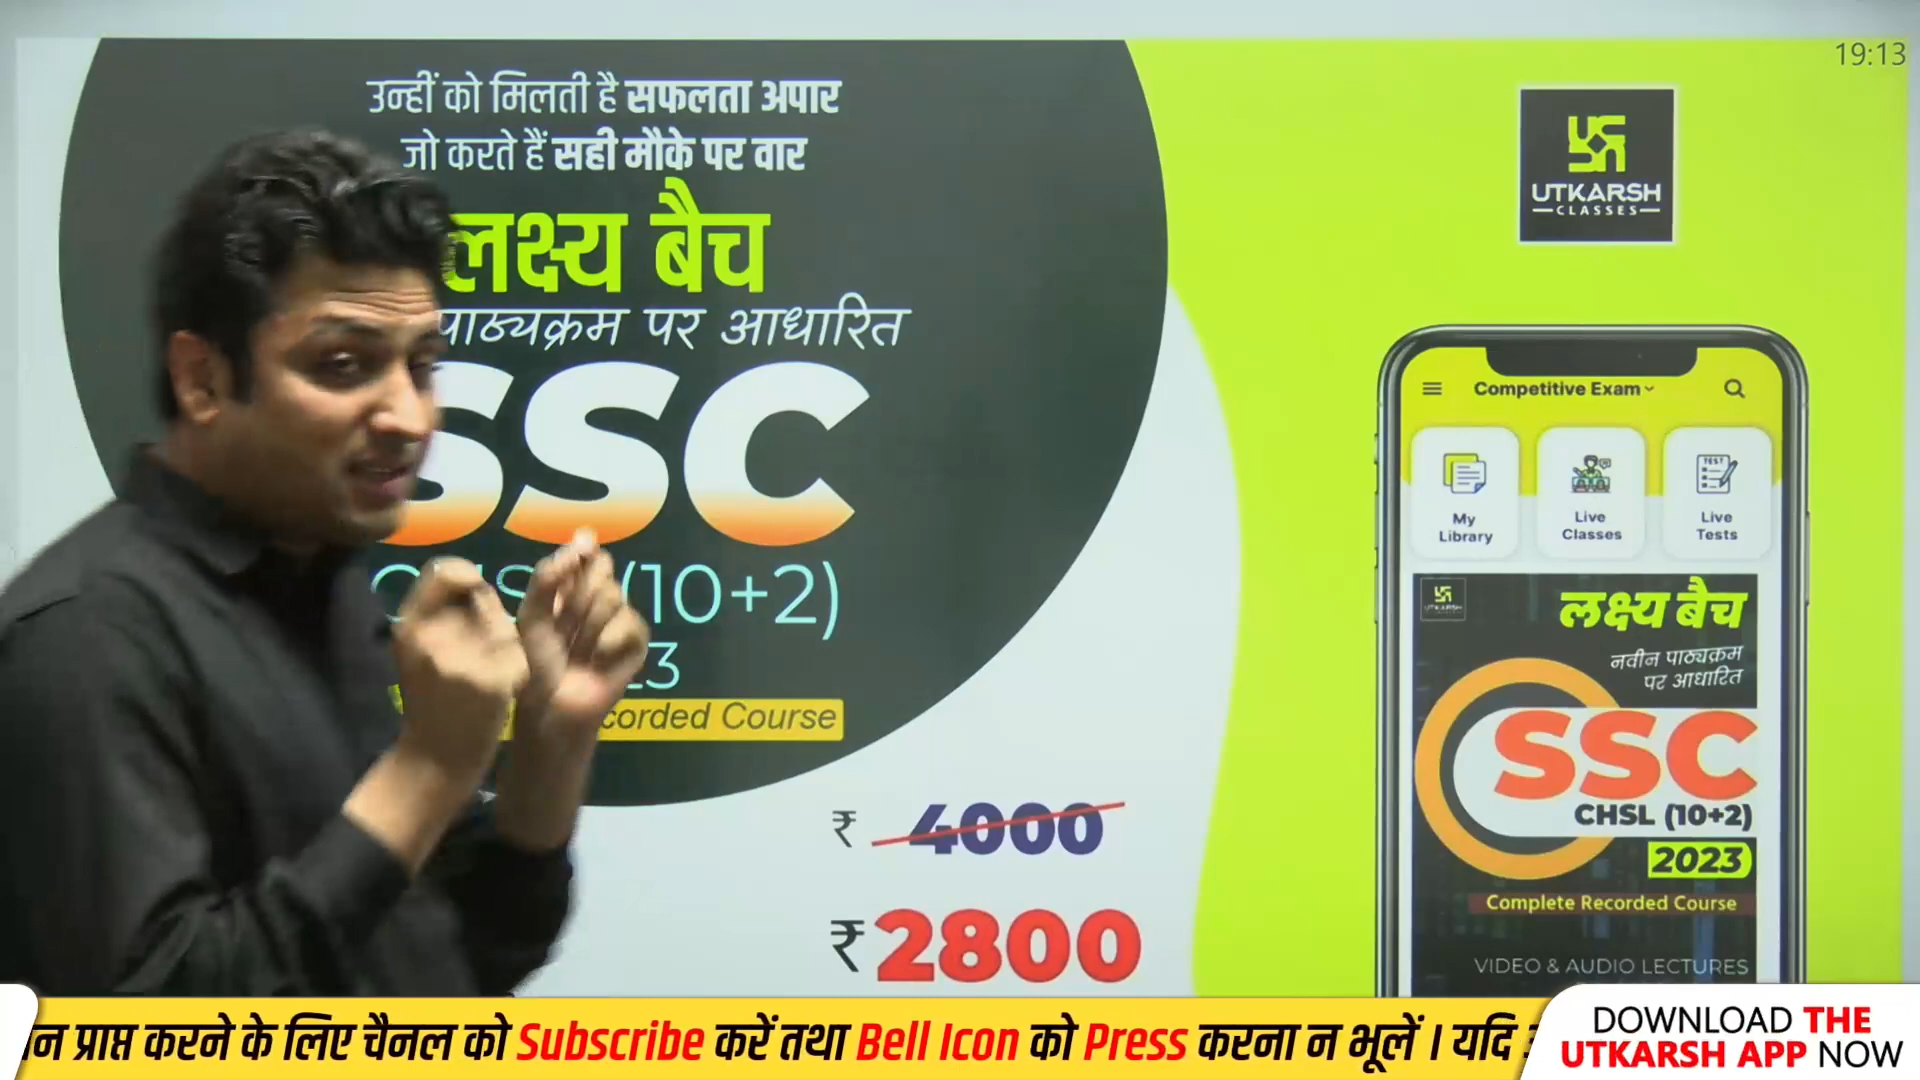 19:13
उन्हीं को मिलती है सफलता अपार
जो करते हैं सही मौके पर वार
लक्ष्य बैच
पाठ्यक्रम पर आधारित
SSC
(10+2)
Course
₹ 4000
₹ 2800
UTKARSH
CLASSES
Competitive Exam
My Library
Live Classes
Live Tests
UTKARSH
लक्ष्य बैच
नवीन पाठ्यक्रम
पर आधारित
SSC
CHSL (10+2)
2023
Complete Recorded Course
VIDEO & AUDIO LECTURES
प्राप्त करने के लिए चैनल को Subscribe करें तथा Bell Icon को Press करना न भूलें । यदि
DOWNLOAD THE
UTKARSH APP NOW